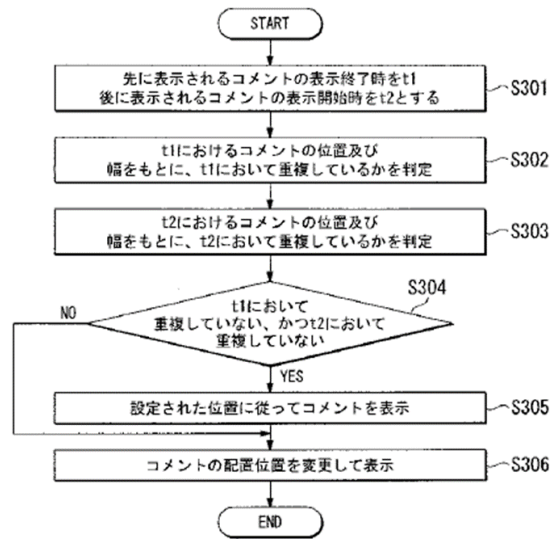 START
先に表示されるコメントの表示終了時をt1
後に表示されるコメントの表示開始時をt2とする
S301
t1におけるコメントの位置及び
幅をもとに、t1において重複しているかを判定
S302
t2におけるコメントの位置及び
幅をもとに、t2において重複しているかを判定
S303
S304
t1において
重複していない、かつt2において
重複していない
NO
YES
設定された位置に従ってコメントを表示
S305
コメントの配置位置を変更して表示
S306
END